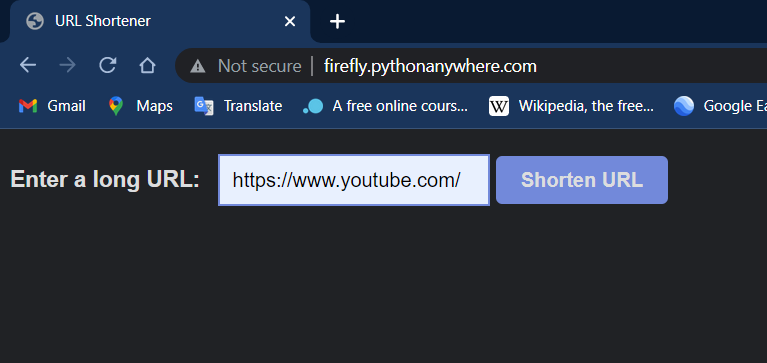 URL Shortener
Not secure firefly.pythonanywhere.com
Gmail Maps Translate A free online cours... Wikipedia, the free... Google Ea
Enter a long URL: https://www.youtube.com/ Shorten URL